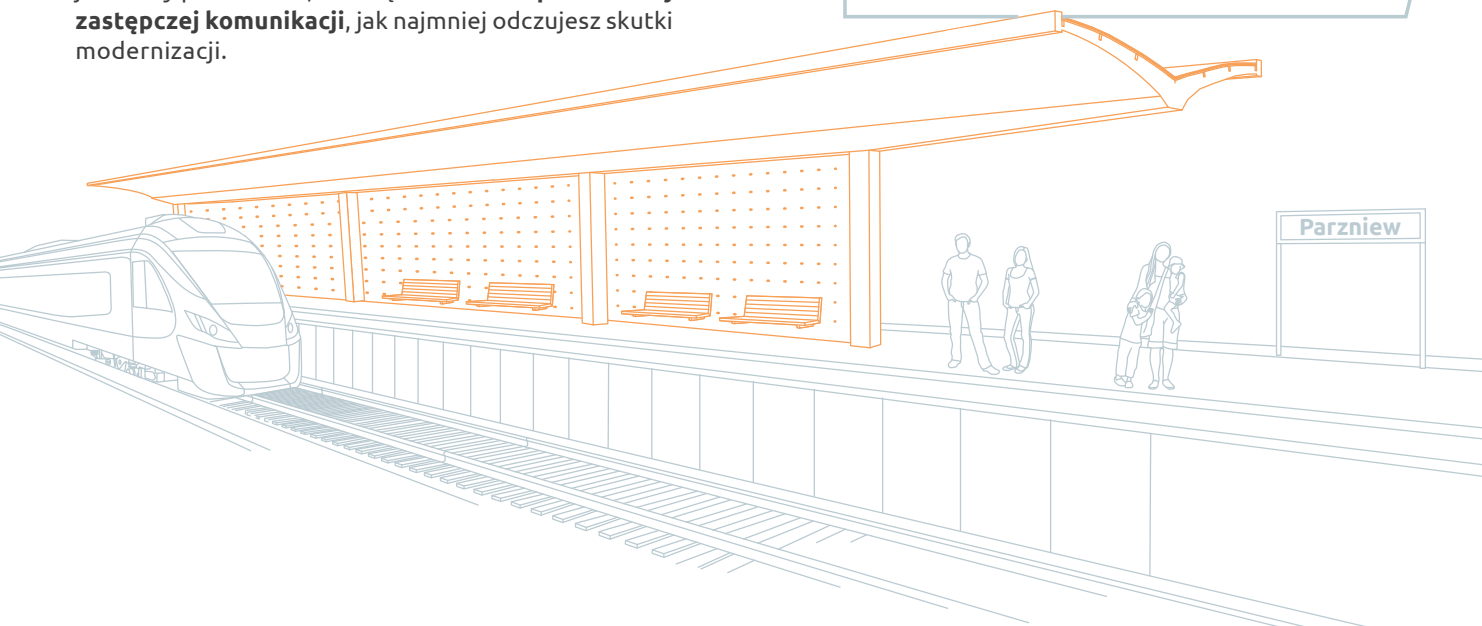 zastępczej komunikacji, jak najmniej odczujesz skutki
modernizacji.
Parzniew